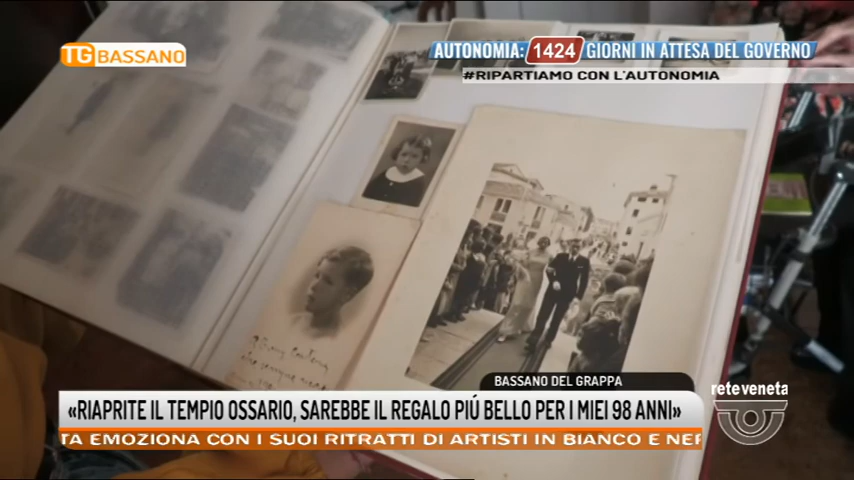 TG BASSANO
AUTONOMIA: 1424 GIORNI IN ATTESA DEL GOVERNO
#RIPARTIAMO CON L'AUTONOMIA
BASSANO DEL GRAPPA
«RIAPRITE IL TEMPIO OSSARIO, SAREBBE IL REGALO PIÚ BELLO PER I MIEI 98 ANNI»
reteveneta
TA EMOZIONA CON I SUOI RITRATTI DI ARTISTI IN BIANCO E NER